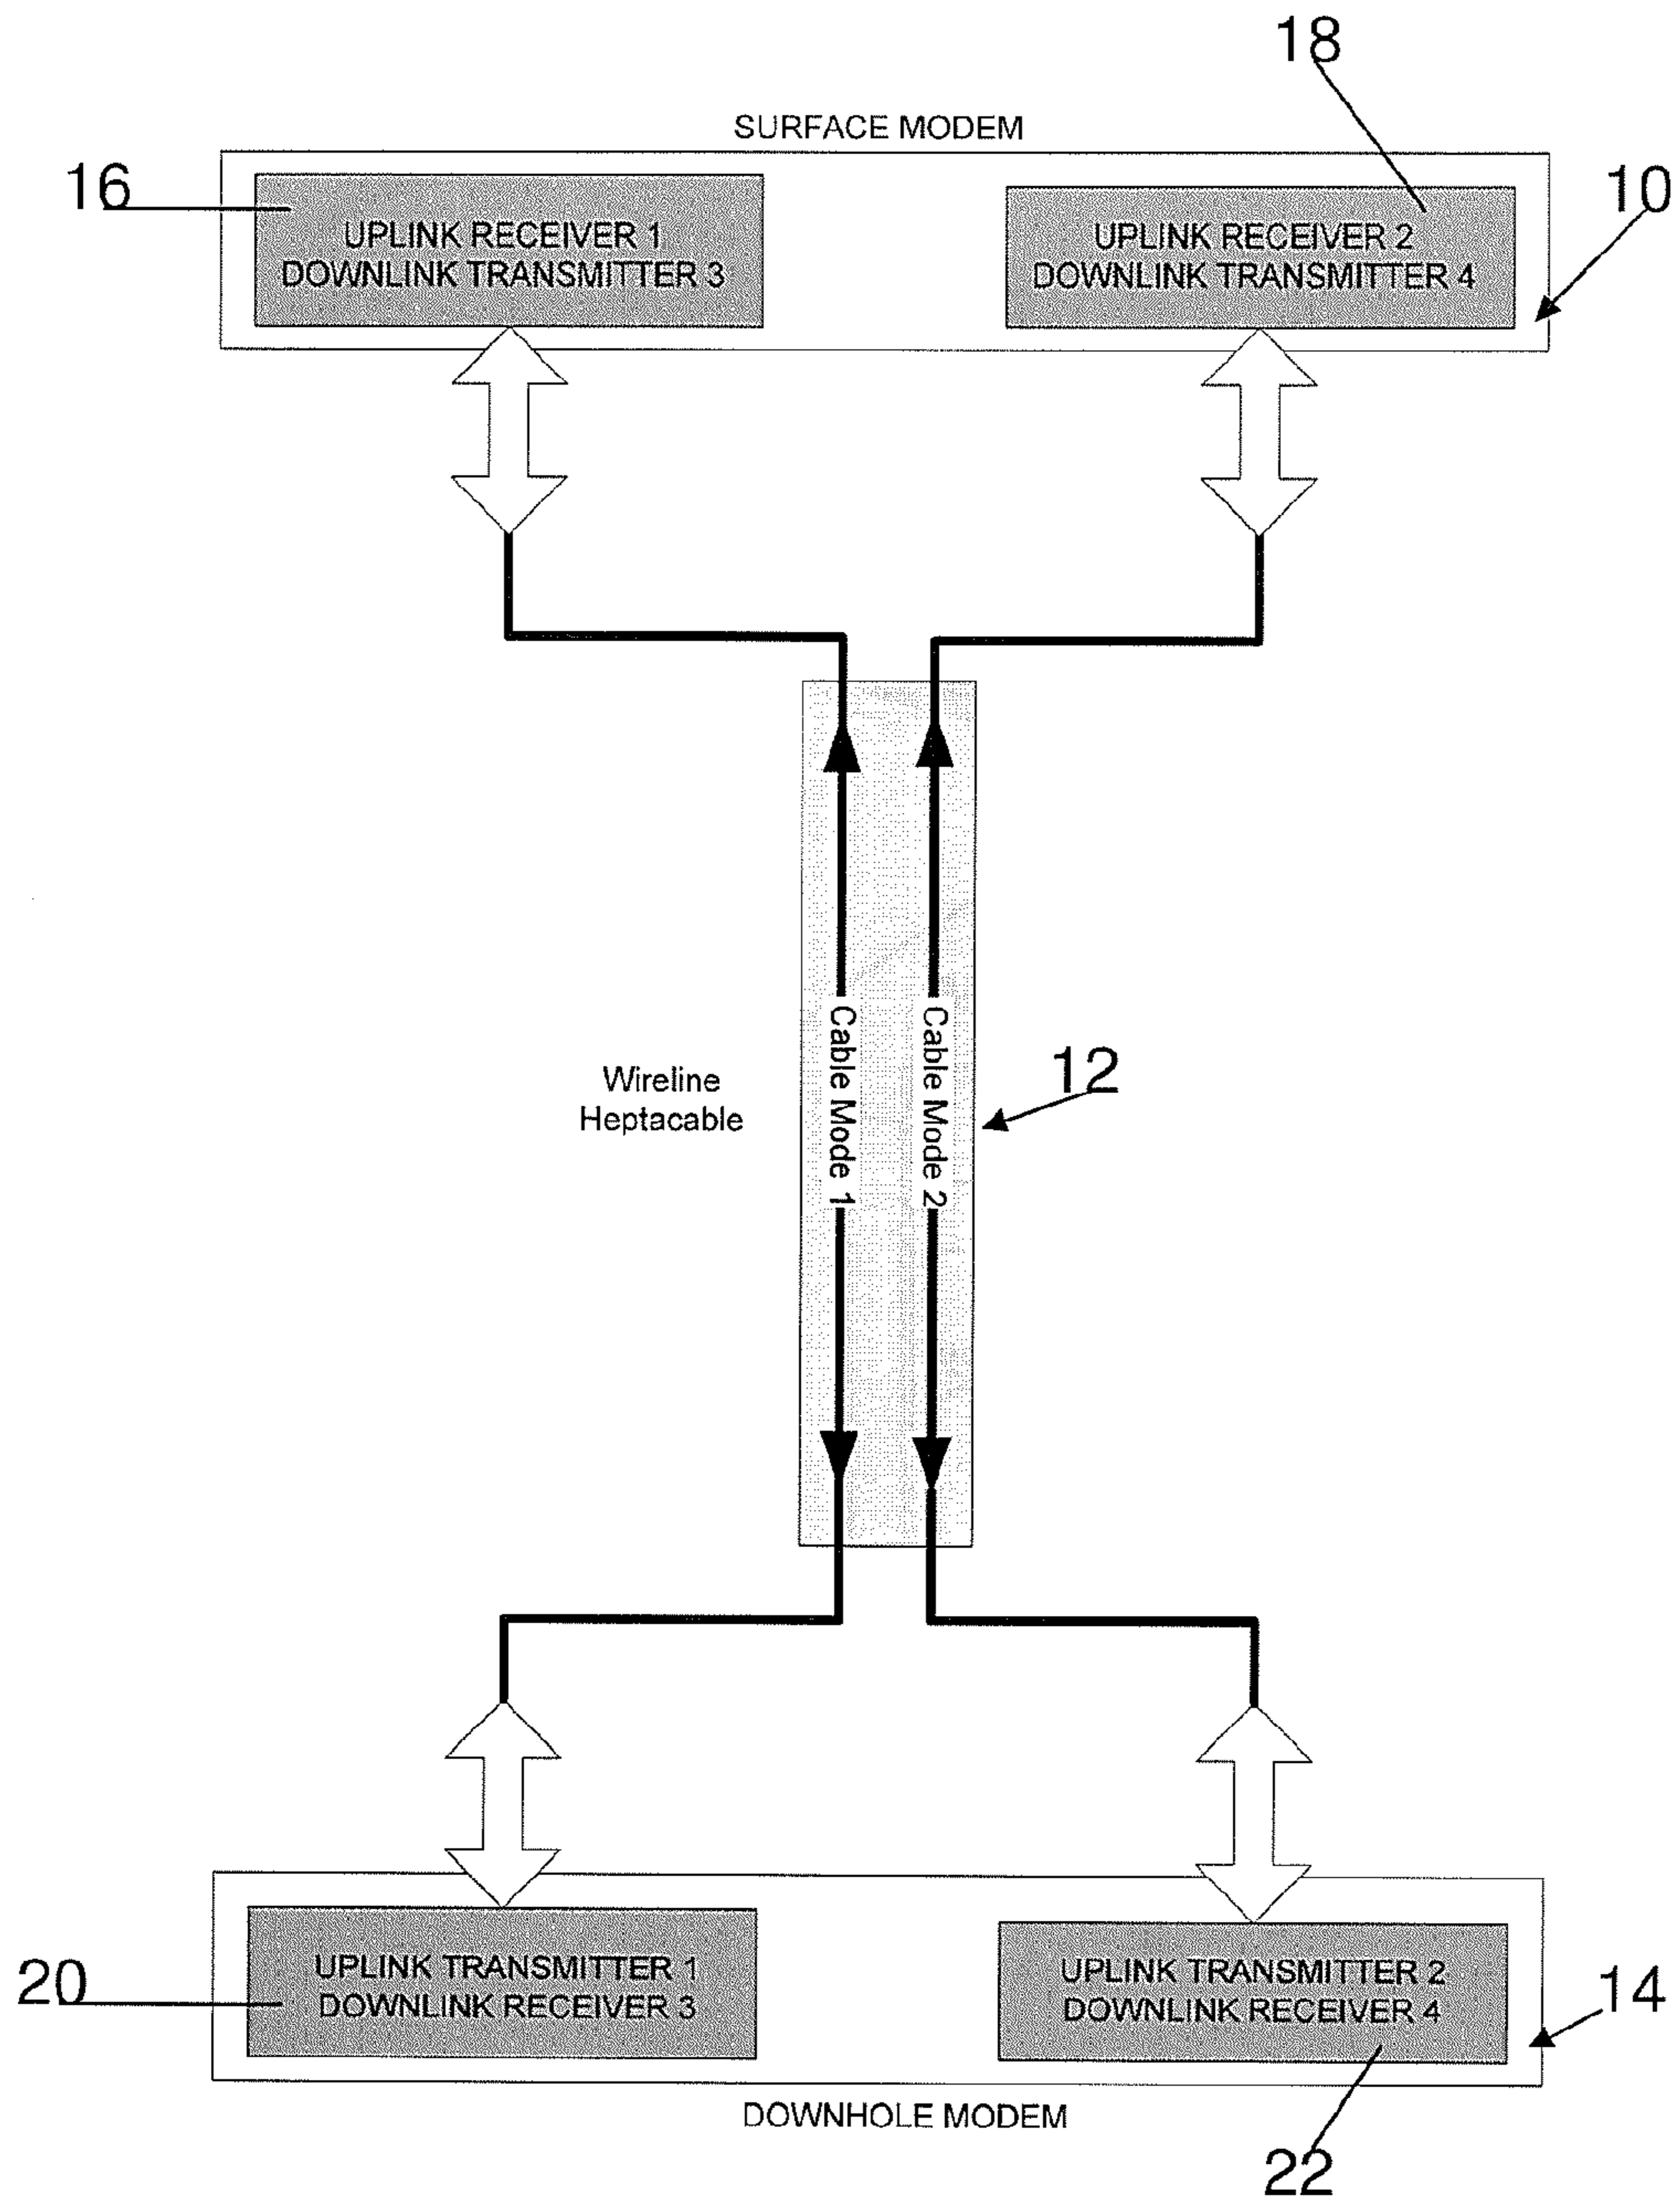 18
SURFACE MODEM
16
10
UPLINK RECEIVER 1
DOWNLINK TRANSMITTER 3
UPLINK RECEIVER 2
DOWNLINK TRANSMITTER 4
Wireline
Heptacable
Cable Mode 1
Cable Mode 2
12
20
UPLINK TRANSMITTER 1
DOWNLINK RECEIVER 3
UPLINK TRANSMITTER 2
DOWNLINK RECEIVER 4
14
DOWNHOLE MODEM
22